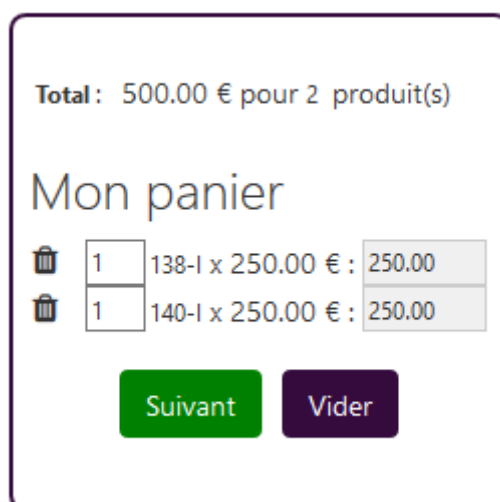 Total : 500.00 € pour 2 produit(s)
Mon panier
1 138-I x 250.00 € : 250.00
1 140-I x 250.00 € : 250.00
Suivant Vider